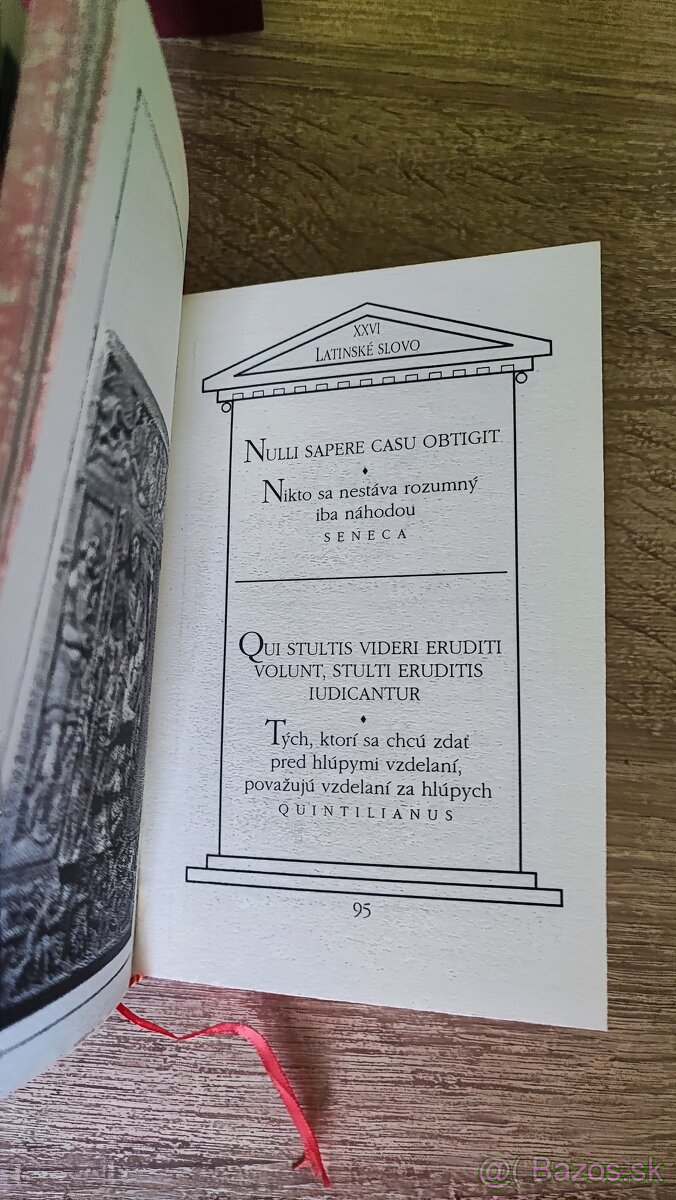 XXVI
LATINSKÉ SLOVO
NULLI SAPERE CASU OBTIGIT
Nikto sa nestáva rozumný
iba náhodou
SENECA
QUI STULTIS VIDERI ERUDITI
VOLUNT, STULTI ERUDITIS
IUDICANTUR
Tých, ktorí sa chcú zdať
pred hlúpymi vzdelaní,
považujú vzdelaní za hlúpych
QUINTILIANUS
95
@( Bazos.sk